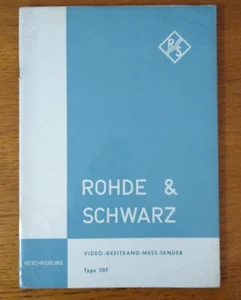 R
S
ROHDE &
SCHWARZ
BESCHREIBUNG
VIDEO-BREITBAND-MESS-SENDER
Type SBF